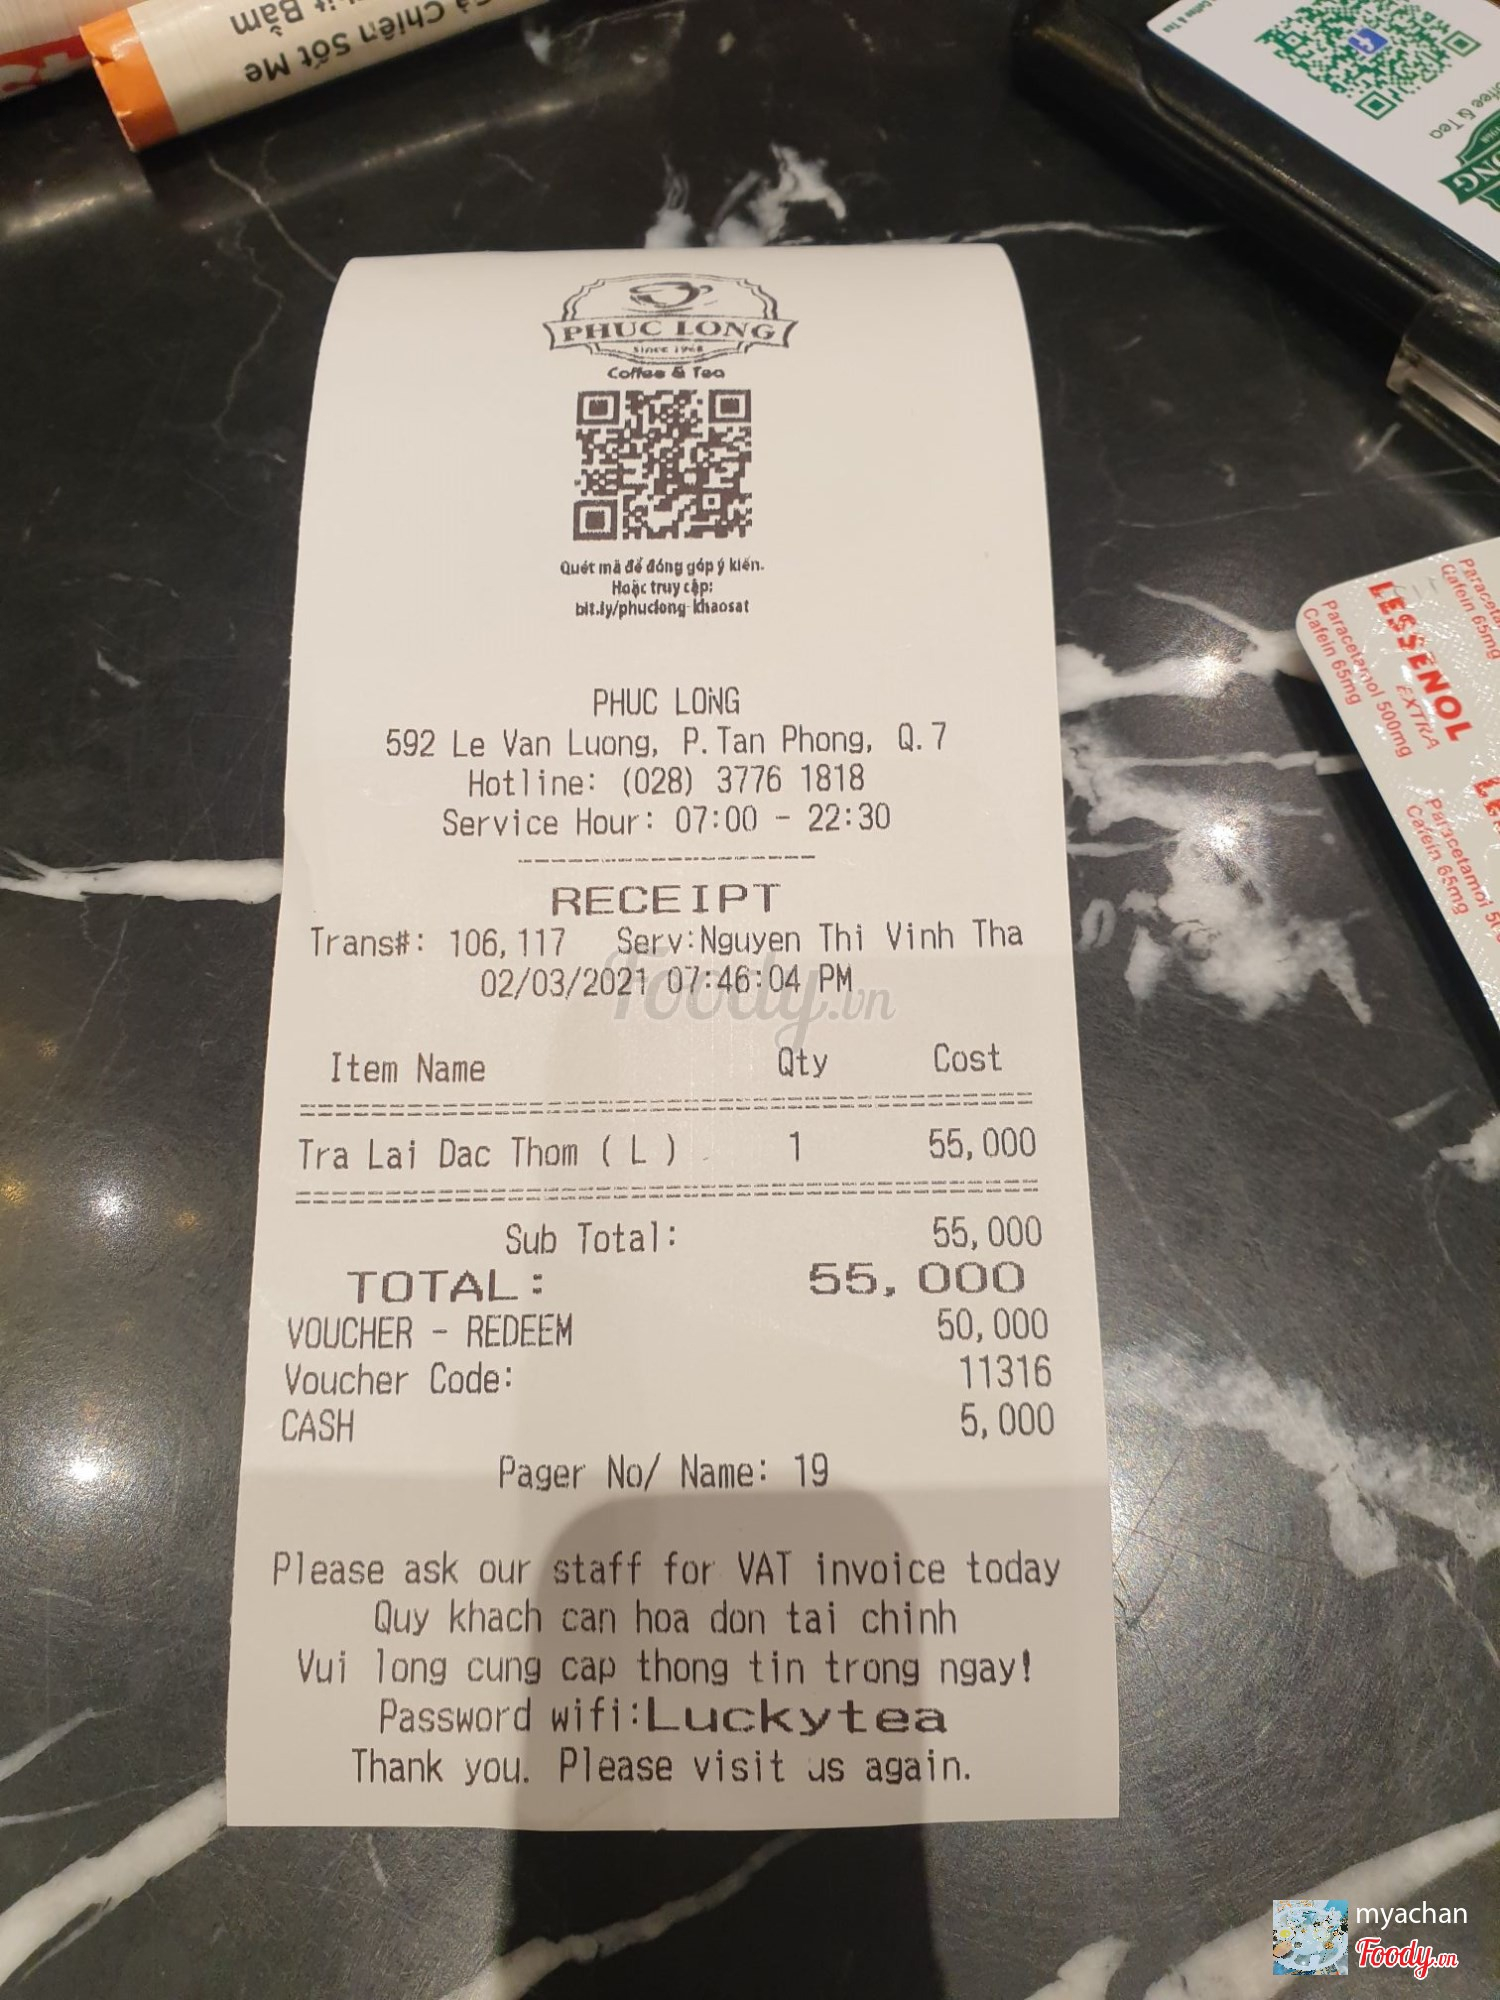 à Chiên Sốt Me
t Bằm
Coffee & Tea
PHUC LONG
Since 1968
Coffee & Tea
Quét mã để đóng góp ý kiến.
Hoặc truy cập:
bit.ly/phuclong-khaosat
PHUC LONG
592 Le Van Luong, P.Tan Phong, Q.7
Hotline: (028) 3776 1818
Service Hour: 07:00 - 22:30
RECEIPT
Trans#: 106,117 Serv:Nguyen Thi Vinh Tha
02/03/2021 07:46:04 PM
Foody.vn
Item Name Qty Cost
Tra Lai Dac Thom ( L ) 1 55,000
Sub Total: 55,000
TOTAL: 55,000
VOUCHER - REDEEM 50,000
Voucher Code: 11316
CASH 5,000
Pager No/ Name: 19
Please ask our staff for VAT invoice today
Quy khach can hoa don tai chinh
Vui long cung cap thong tin trong ngay!
Password wifi:Luckytea
Thank you. Please visit us again.
LESSENOL
EXTRA
Paracetamol 500mg
Cafein 65mg
Cafein 65mg
Paracetamol
Cafein 65mg
myachan
Foody.vn